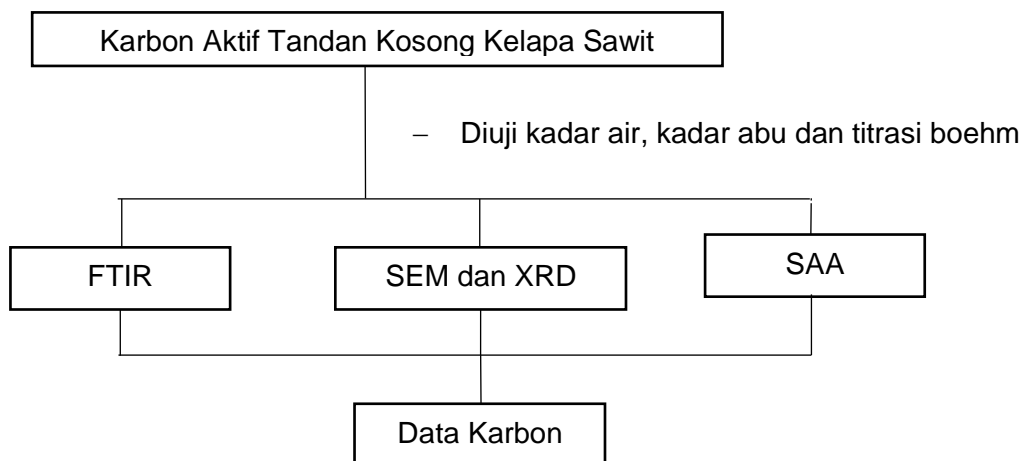 Karbon Aktif Tandan Kosong Kelapa Sawit
– Diuji kadar air, kadar abu dan titrasi boehm
FTIR
SEM dan XRD
SAA
Data Karbon